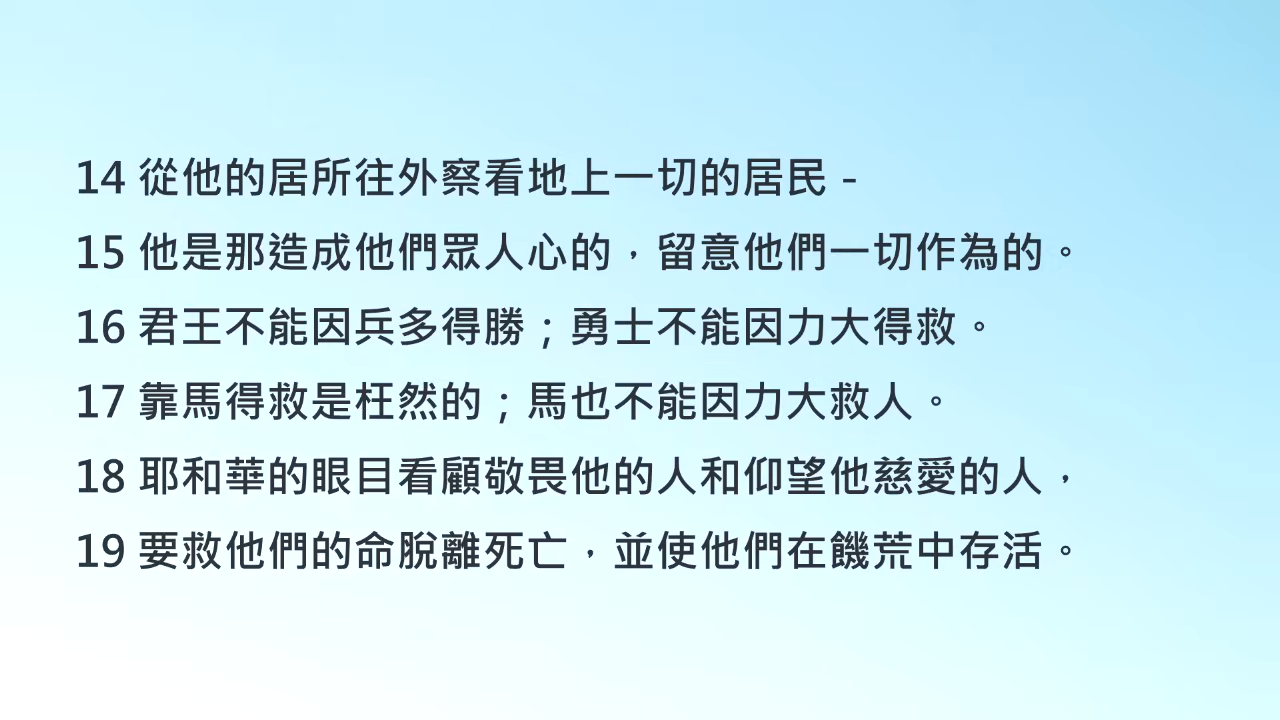 14 從他的居所往外察看地上一切的居民 -
15 他是那造成他們眾人心的，留意他們一切作為的。
16 君王不能因兵多得勝；勇士不能因力大得救。
17 靠馬得救是枉然的；馬也不能因力大救人。
18 耶和華的眼目看顧敬畏他的人和仰望他慈愛的人，
19 要救他們的命脫離死亡，並使他們在饑荒中存活。